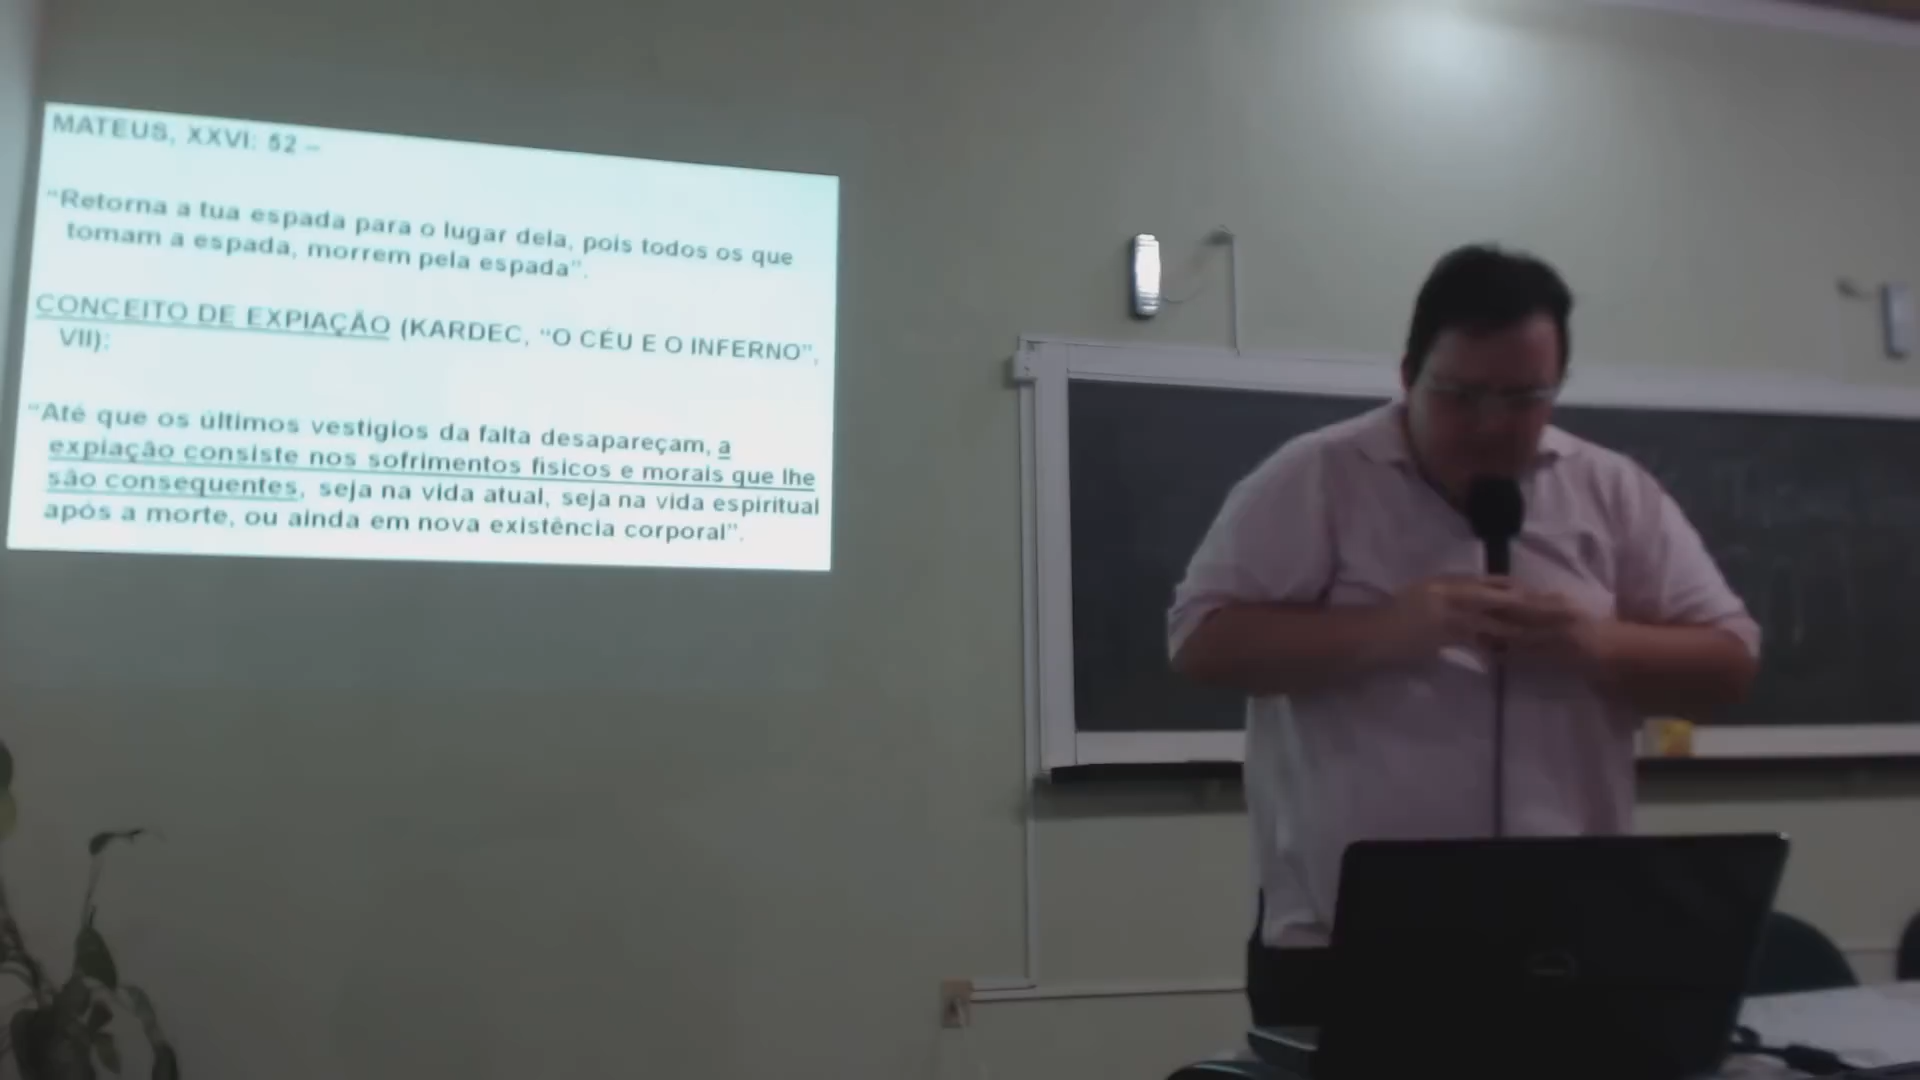 MATEUS, XXVI: 52 –
“Retorna a tua espada para o lugar dela, pois todos os que
tomam a espada, morrem pela espada”.
CONCEITO DE EXPIAÇÃO (KARDEC, “O CÉU E O INFERNO”,
VII):
“Até que os últimos vestigios da falta desapareçam, a
expiação consiste nos sofrimentos fisicos e morais que lhe
são consequentes, seja na vida atual, seja na vida espiritual
após a morte, ou ainda em nova existência corporal”.